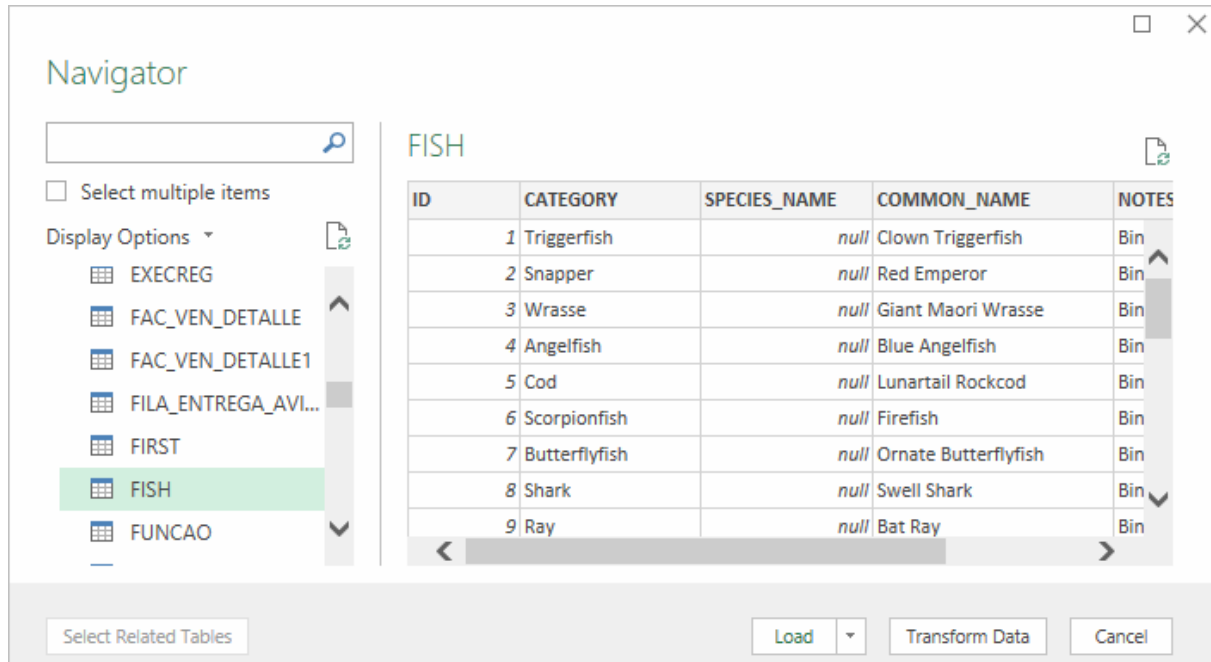 Navigator
Select multiple items
Display Options
EXECREG
FAC_VEN_DETALLE
FAC_VEN_DETALLE1
FILA_ENTREGA_AVI...
FIRST
FISH
FUNCAO
FISH
ID CATEGORY SPECIES_NAME COMMON_NAME NOTES
1 Triggerfish null Clown Triggerfish Bin
2 Snapper null Red Emperor Bin
3 Wrasse null Giant Maori Wrasse Bin
4 Angelfish null Blue Angelfish Bin
5 Cod null Lunartail Rockcod Bin
6 Scorpionfish null Firefish Bin
7 Butterflyfish null Ornate Butterflyfish Bin
8 Shark null Swell Shark Bin
9 Ray null Bat Ray Bin
Select Related Tables Load Transform Data Cancel